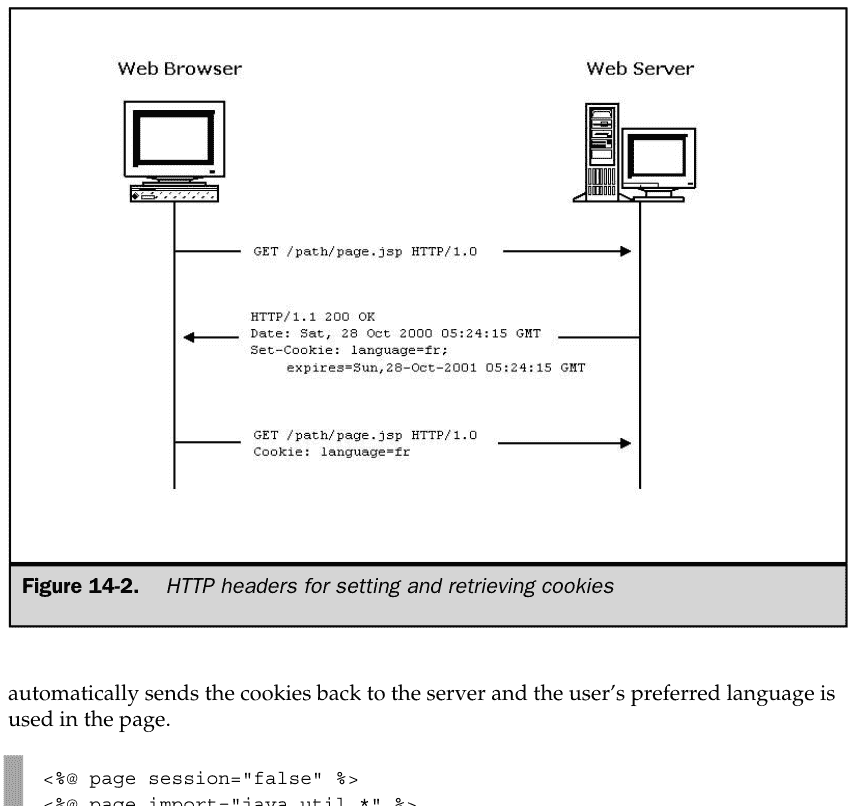 Web Browser
Web Server
GET /path/page.jsp HTTP/1.0
HTTP/1.1 200 OK
Date: Sat, 28 Oct 2000 05:24:15 GMT
Set-Cookie: language=fr;
expires=Sun,28-Oct-2001 05:24:15 GMT
GET /path/page.jsp HTTP/1.0
Cookie: language=fr
Figure 14-2. HTTP headers for setting and retrieving cookies
automatically sends the cookies back to the server and the user's preferred language is
used in the page.
<%@ page session="false" %>
<%@ page import="java.util.*" %>